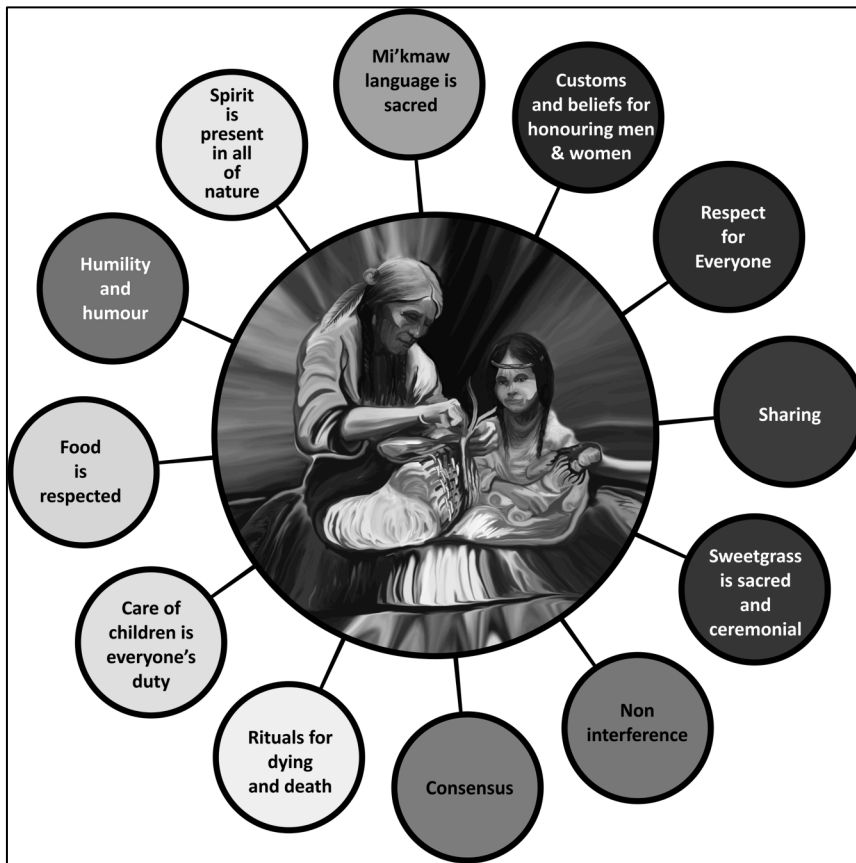 Mi’kmaw
language is
sacred
Customs
and beliefs for
honouring men
& women
Respect
for
Everyone
Sharing
Sweetgrass
is sacred
and
ceremonial
Non
interference
Consensus
Rituals for
dying
and death
Care of
children is
everyone’s
duty
Food
is
respected
Humility
and
humour
Spirit
is
present
in all
of
nature